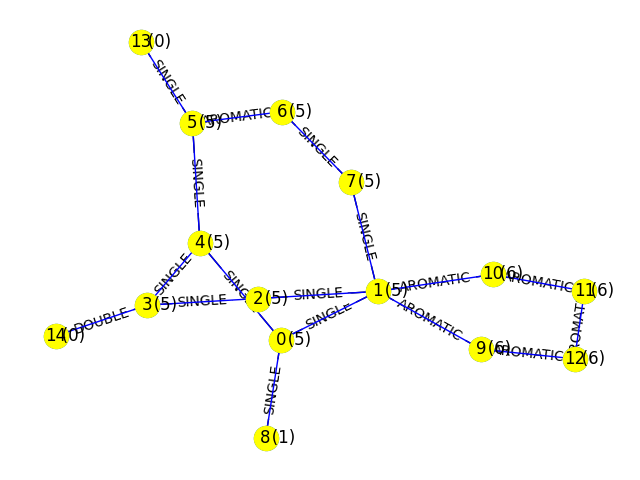 13(0)
SINGLE
5(5)
AROMATIC
6(5)
SINGLE
SINGLE
7(5)
SINGLE
4(5)
SINGLE
SINGLE
10(6)
AROMATIC
AROMATIC
11(6)
3(5)
SINGLE
2(5)
SINGLE
1(5)
14(0)
DOUBLE
SINGLE
AROMATIC
0(5)
9(6)
AROMATIC
12(6)
SINGLE
8(1)